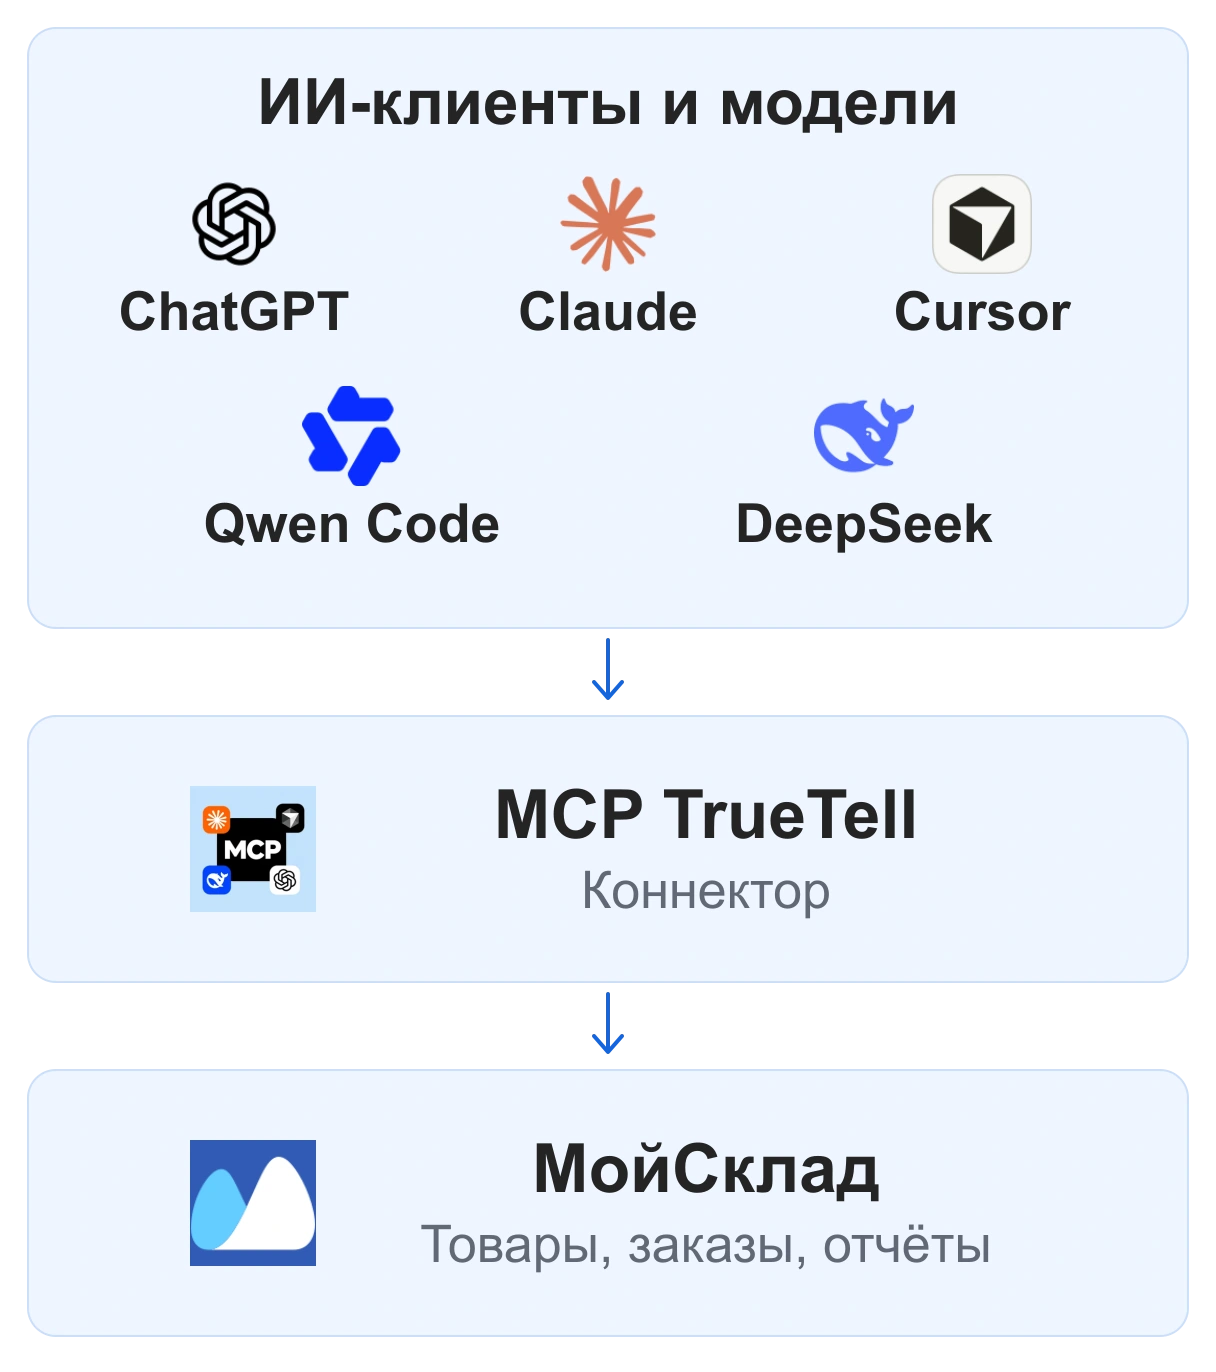 ИИ-клиенты и модели
ChatGPT
Claude
Cursor
Qwen Code
DeepSeek
MCP
MCP TrueTell
Коннектор
МойСклад
Товары, заказы, отчёты